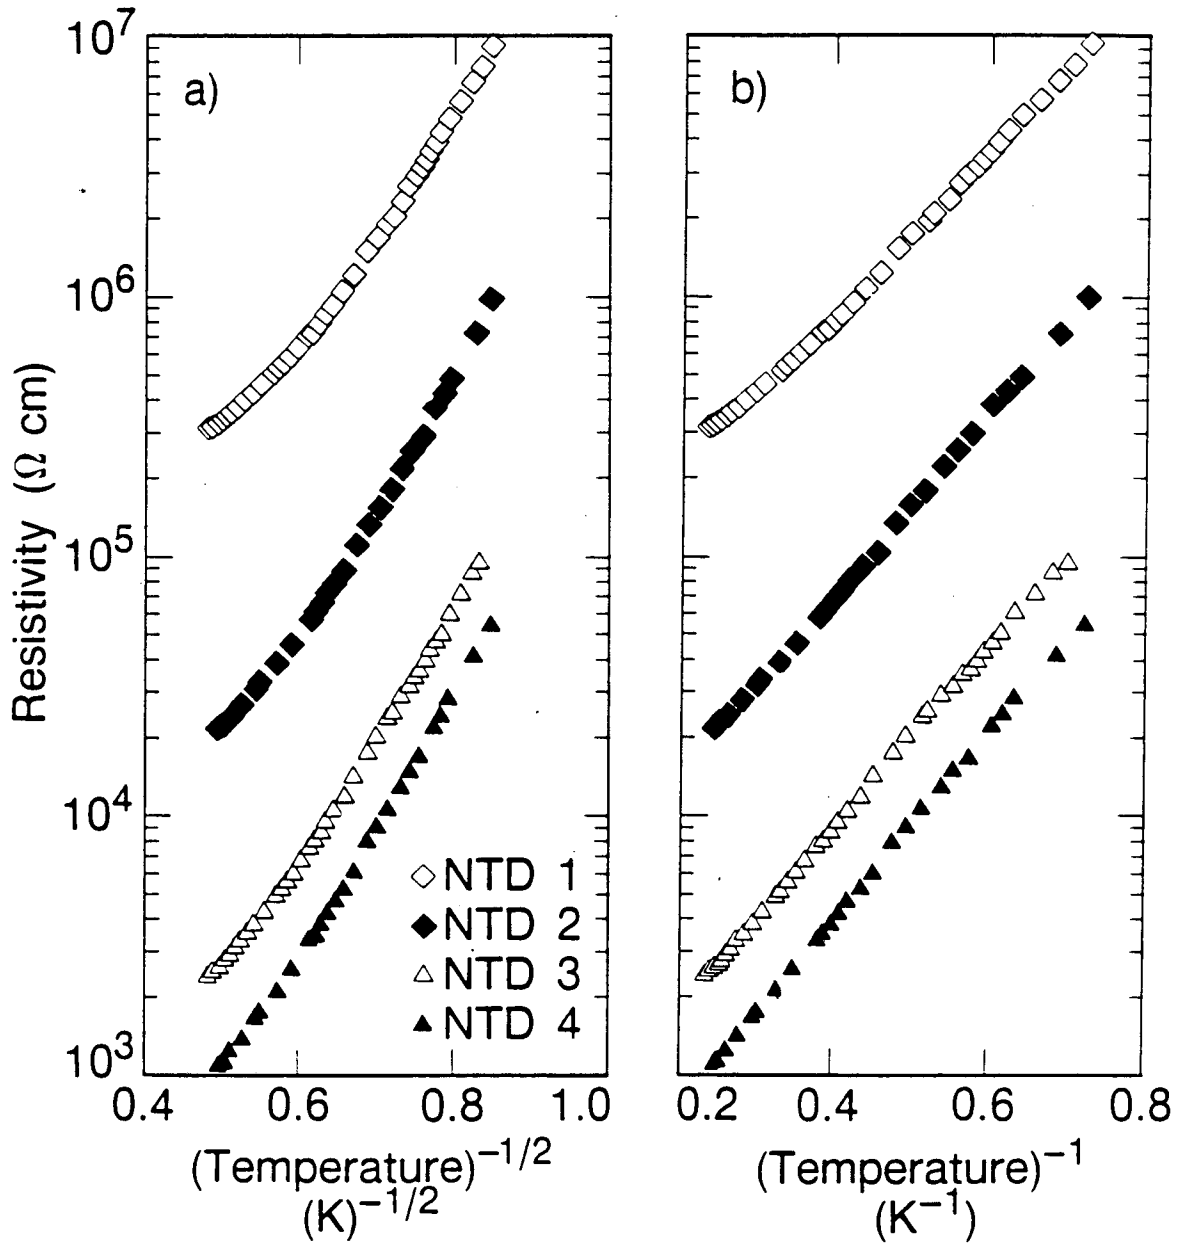 a)
b)
10^7
10^6
10^5
10^4
10^3
Resistivity (Ω cm)
◇ NTD 1
◆ NTD 2
△ NTD 3
▲ NTD 4
0.4 0.6 0.8 1.0
0.2 0.4 0.6 0.8
(Temperature)^–1/2
(K)^–1/2
(Temperature)^–1
(K^–1)